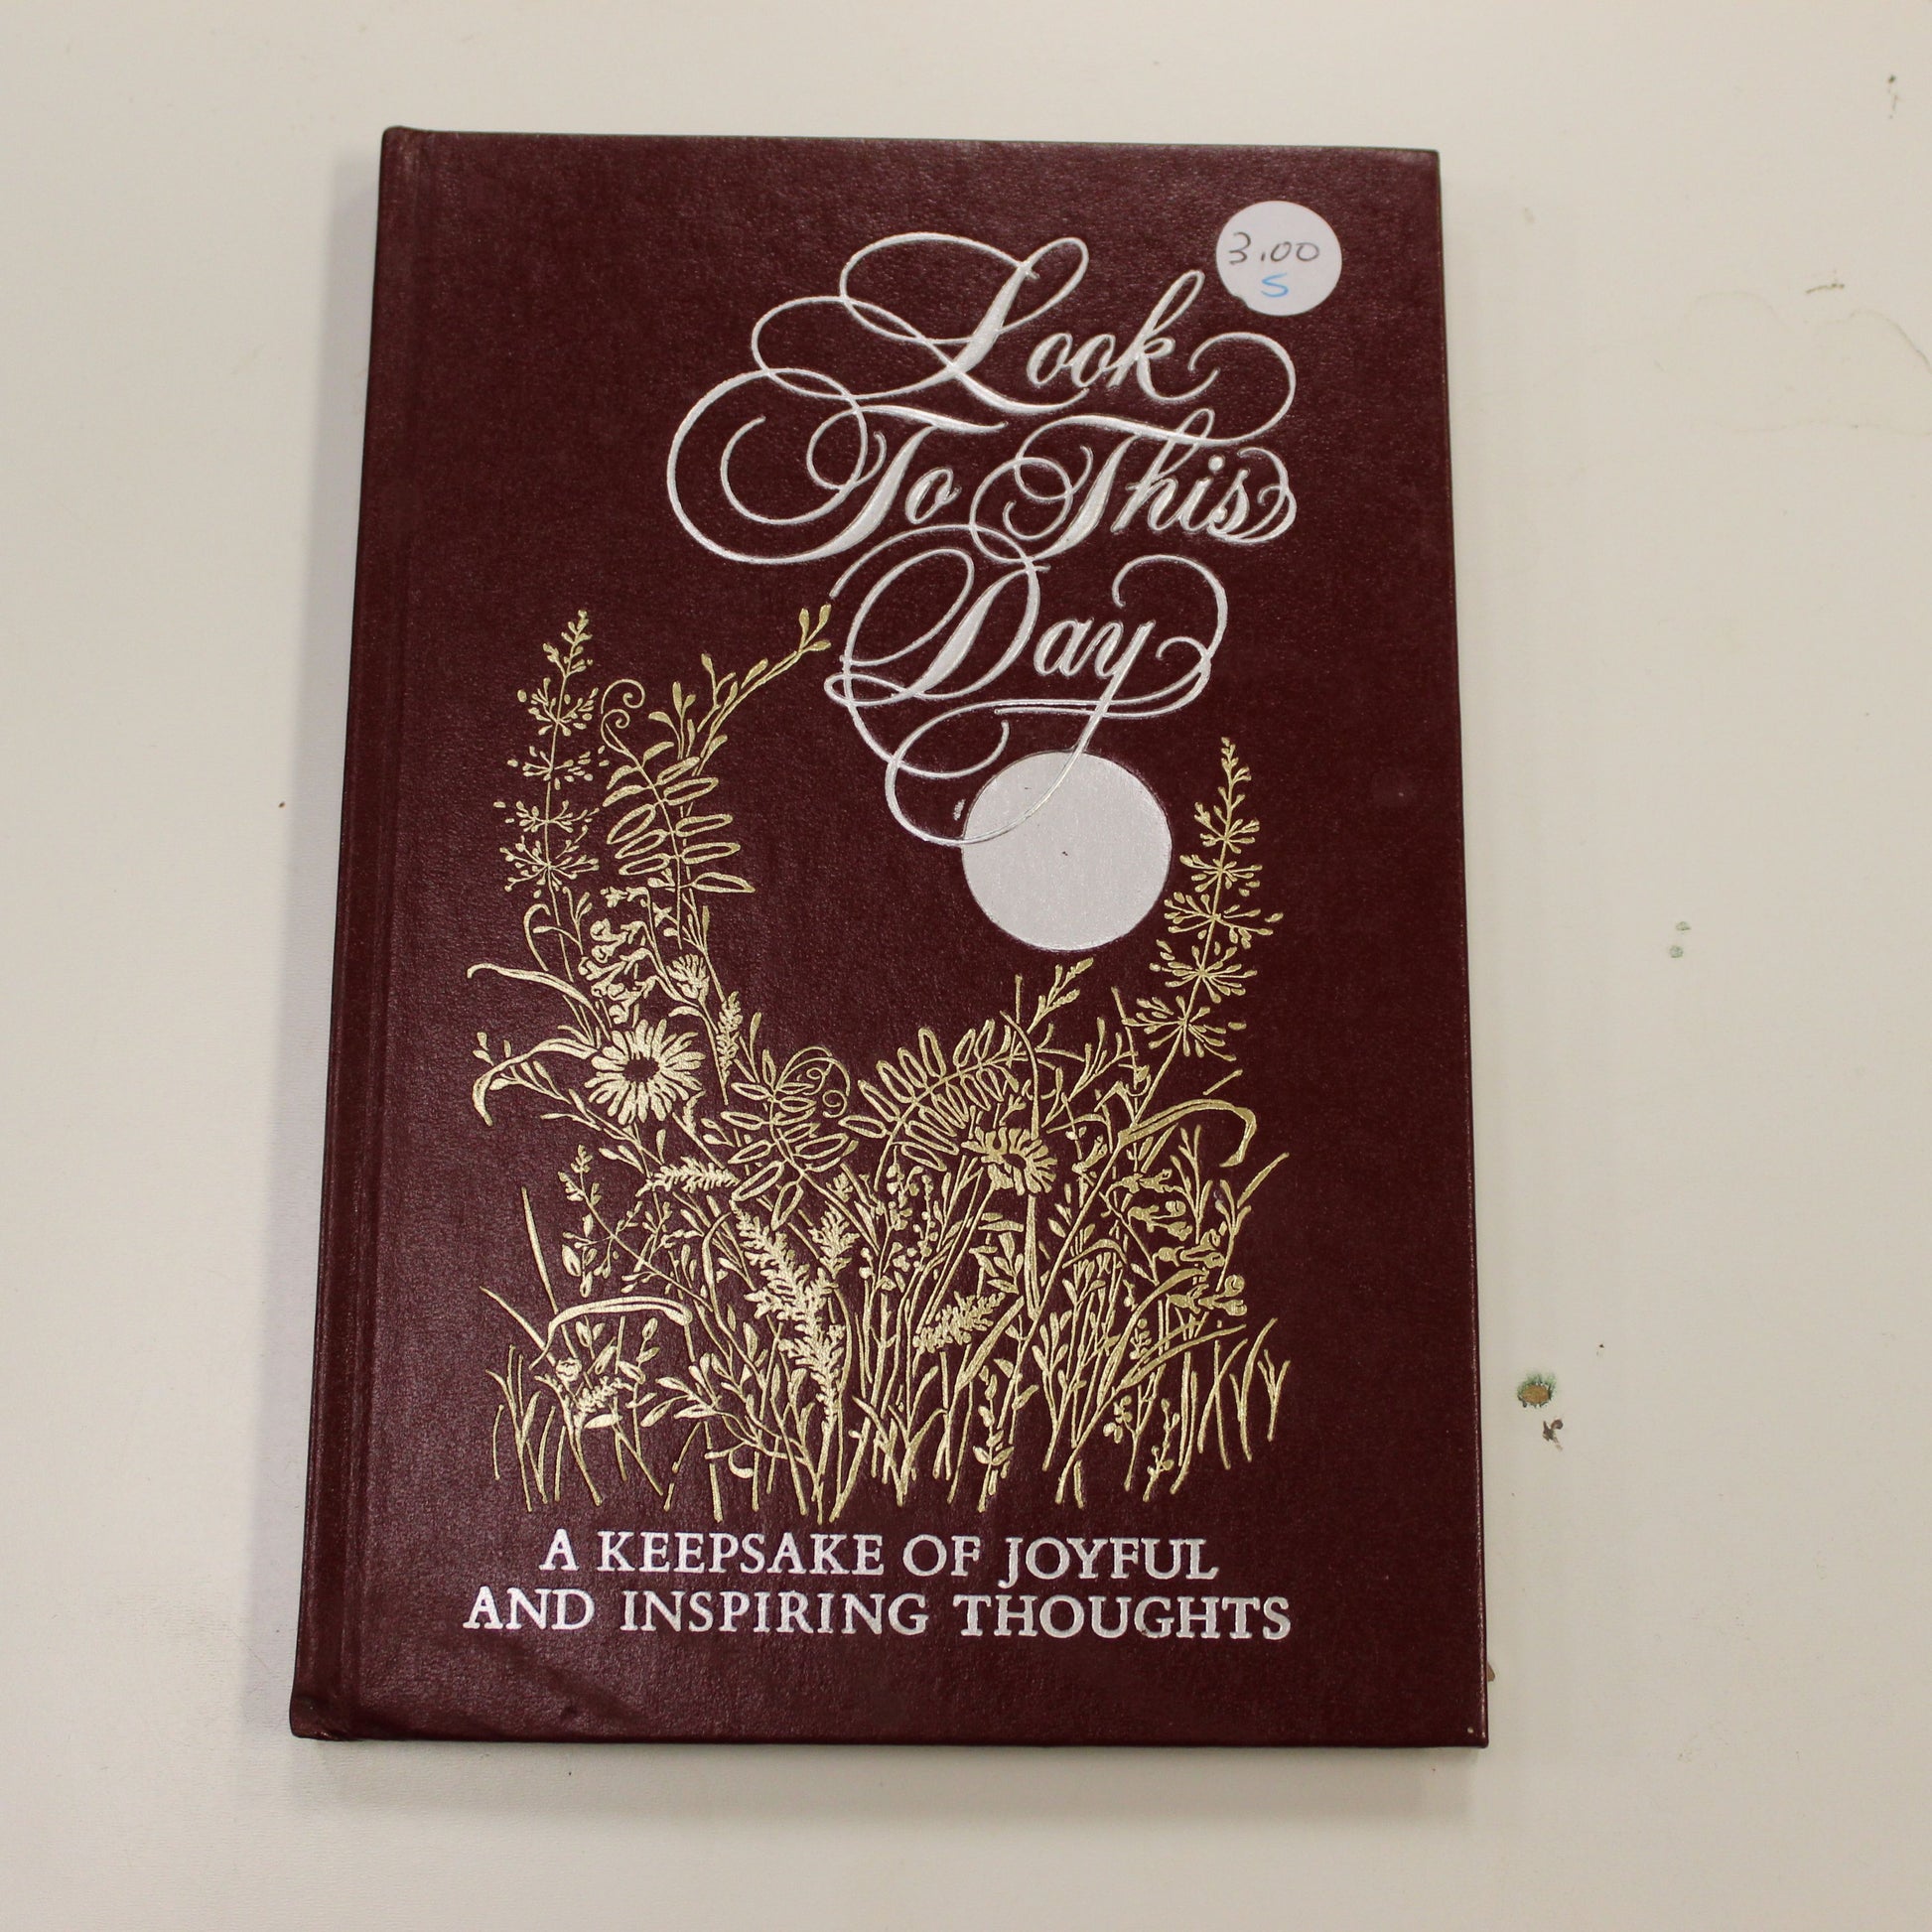 3.00
S
Look
To This
Day
A KEEPSAKE OF JOYFUL
AND INSPIRING THOUGHTS